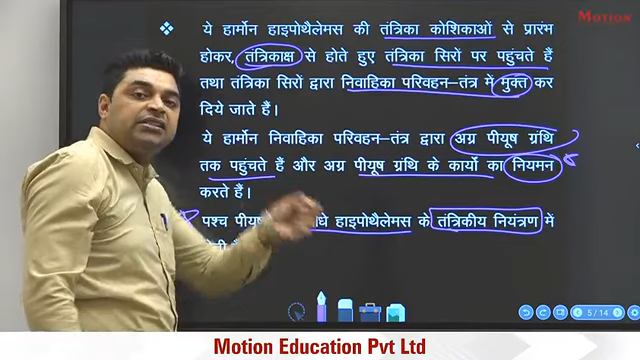 MOTION
ये हार्मोन हाइपोथैलेमस की तंत्रिका कोशिकाओं से प्रारंभ
होकर, तंत्रिकाक्ष से होते हुए तंत्रिका सिरों पर पहुंचते हैं
तथा तंत्रिका सिरों द्वारा निवाहिका परिवहन–तंत्र में मुक्त कर
दिये जाते हैं।
ये हार्मोन निवाहिका परिवहन–तंत्र द्वारा अग्र पीयूष ग्रंथि
तक पहुंचते हैं और अग्र पीयूष ग्रंथि के कार्यो का नियमन
करते हैं।
पश्च पीयूष हाइपोथैलेमस के तंत्रिकीय नियंत्रण में
5/14
Motion Education Pvt Ltd